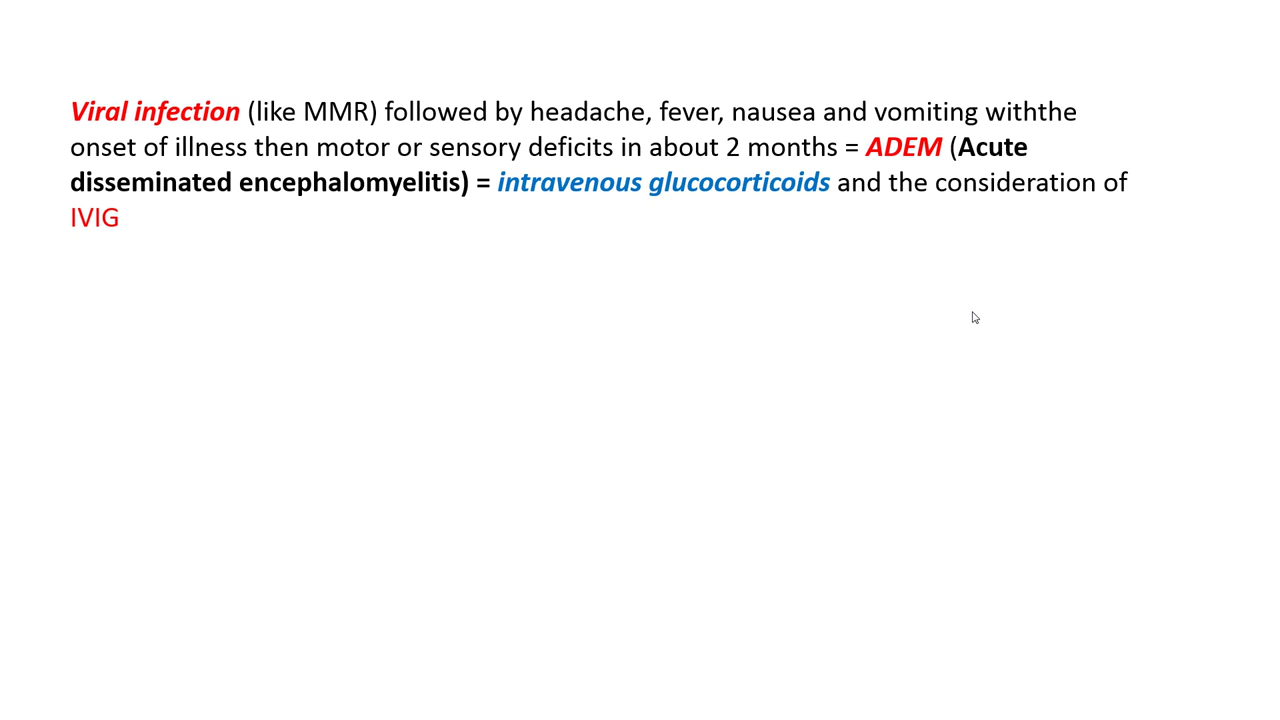 Viral infection (like MMR) followed by headache, fever, nausea and vomiting withthe
onset of illness then motor or sensory deficits in about 2 months = ADEM (Acute
disseminated encephalomyelitis) = intravenous glucocorticoids and the consideration of
IVIG